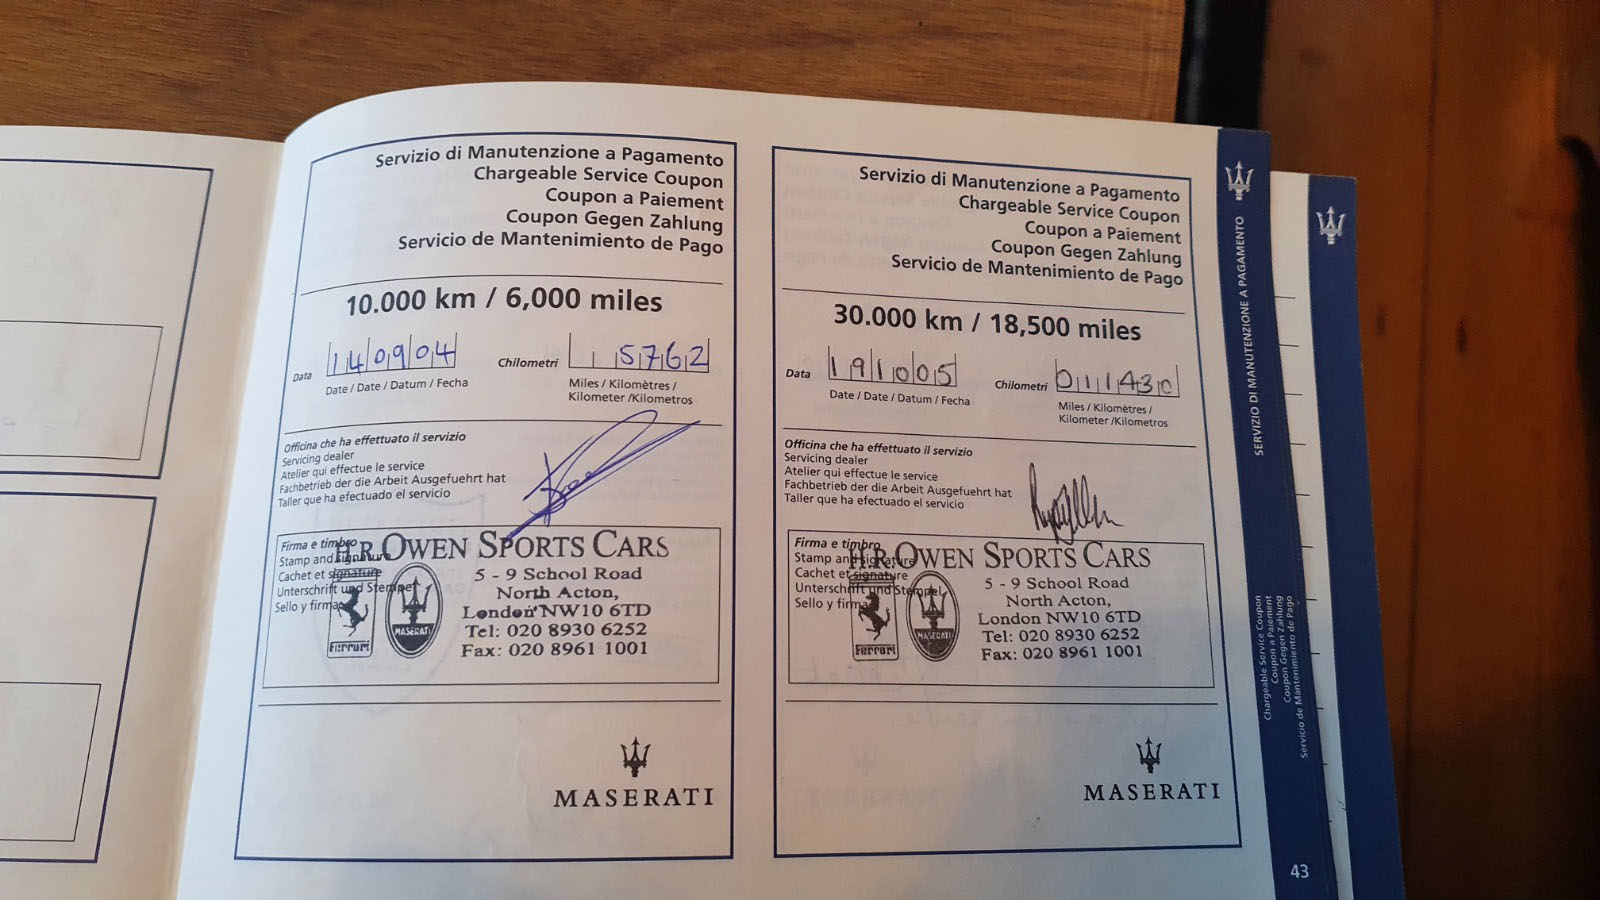 Servizio di Manutenzione a Pagamento
Chargeable Service Coupon
Coupon a Paiement
Coupon Gegen Zahlung
Servicio de Mantenimiento de Pago
10.000 km / 6,000 miles
Data 140904 Chilometri 5762
Date / Date / Datum / Fecha
Miles / Kilomètres /
Kilometer /Kilometros
Officina che ha effettuato il servizio
Servicing dealer
Atelier qui effectue le service
Fachbetrieb der die Arbeit Ausgefuehrt hat
Taller que ha efectuado el servicio
Firma e timbro
Stamp and signature
Cachet et signature
Unterschrift und Stempel
Sello y firma
H.R. OWEN SPORTS CARS
5 - 9 School Road
North Acton,
London NW10 6TD
Tel: 020 8930 6252
Fax: 020 8961 1001
Ferrari
MASERATI
MASERATI
Servizio di Manutenzione a Pagamento
Chargeable Service Coupon
Coupon a Paiement
Coupon Gegen Zahlung
Servicio de Mantenimiento de Pago
30.000 km / 18,500 miles
Data 191005 Chilometri 011430
Date / Date / Datum / Fecha
Miles / Kilomètres /
Kilometer /Kilometros
Officina che ha effettuato il servizio
Servicing dealer
Atelier qui effectue le service
Fachbetrieb der die Arbeit Ausgefuehrt hat
Taller que ha efectuado el servicio
Firma e timbro
Stamp and signature
Cachet et signature
Unterschrift und Stempel
Sello y firma
H.R. OWEN SPORTS CARS
5 - 9 School Road
North Acton,
London NW10 6TD
Tel: 020 8930 6252
Fax: 020 8961 1001
Ferrari
MASERATI
MASERATI
SERVIZIO DI MANUTENZIONE A PAGAMENTO
Chargeable Service Coupon
Coupon a Paiement
Coupon Gegen Zahlung
Servicio de Mantenimiento de Pago
43